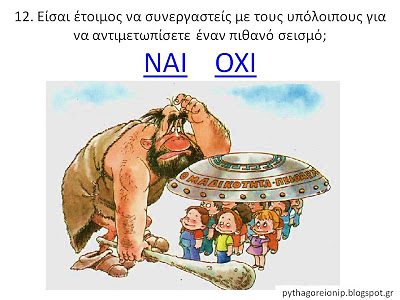 12. Είσαι έτοιμος να συνεργαστείς με τους υπόλοιπους για
να αντιμετωπίσετε έναν πιθανό σεισμό;
ΝΑΙ ΟΧΙ
ΟΜΑΔΙΚΟΤΗΤΑ-
pythagoreionip.blogspot.gr